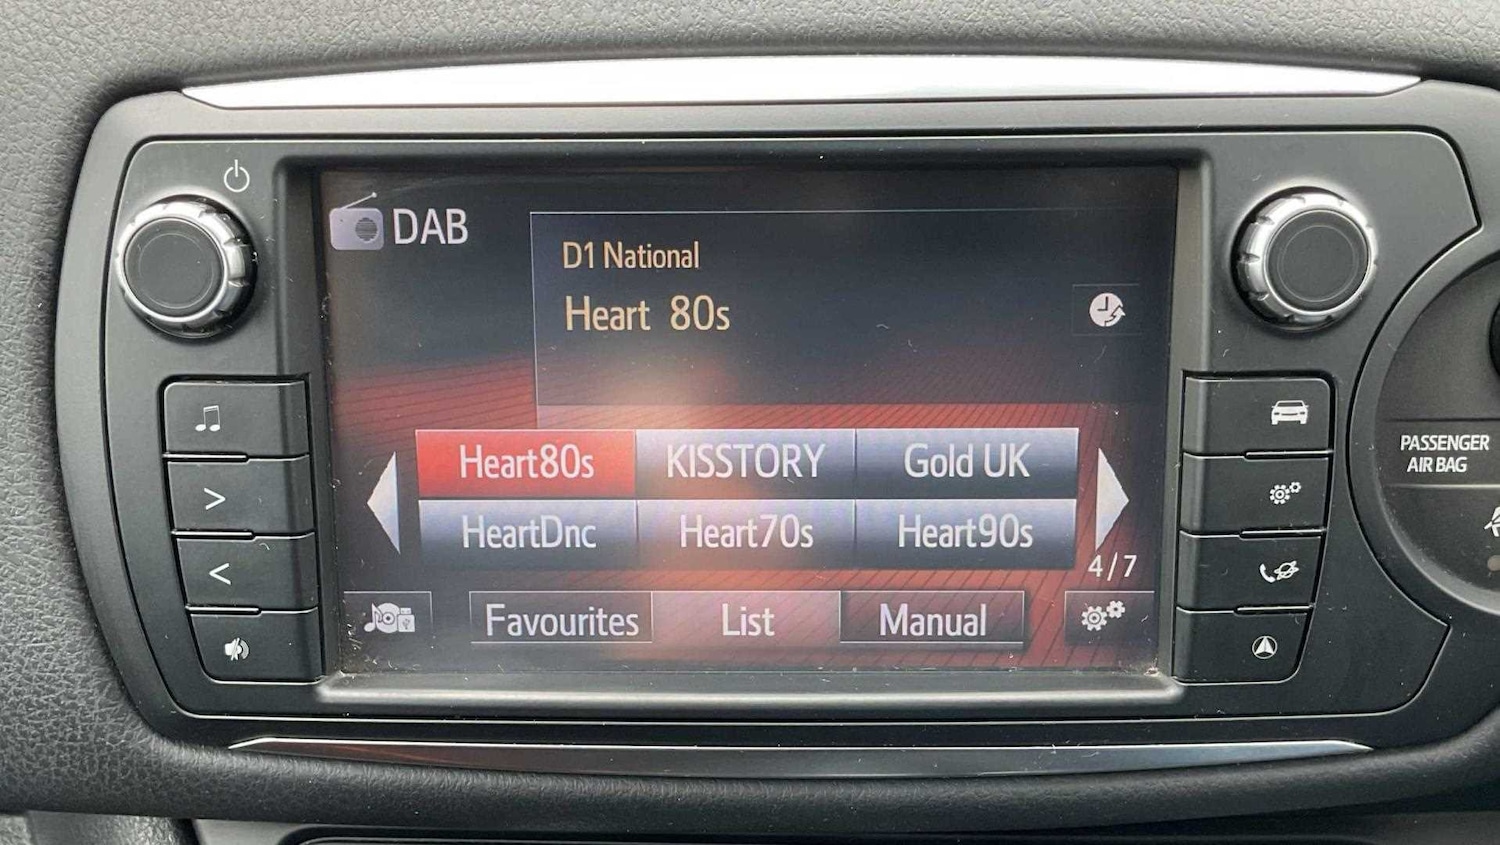 DAB
D1 National
Heart 80s
Heart80s KISSTORY Gold UK
HeartDnc Heart70s Heart90s
4/7
Favourites List Manual
PASSENGER
AIR BAG